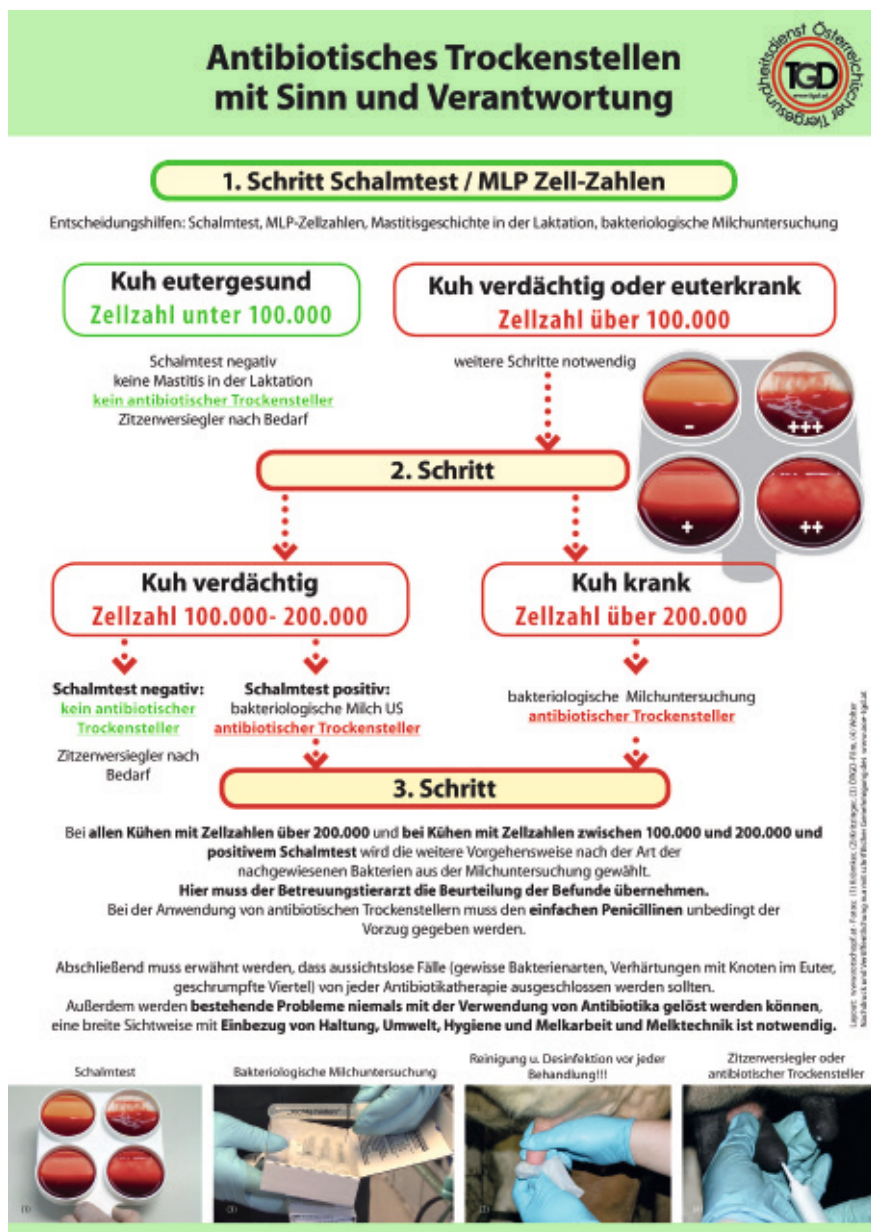 Antibiotisches Trockenstellen
mit Sinn und Verantwortung
Tiergesundheitsdienst Österreichischer
TGD
www.tgd.at
1. Schritt Schalmtest / MLP Zell-Zahlen
Entscheidungshilfen: Schalmtest, MLP-Zellzahlen, Mastitisgeschichte in der Laktation, bakteriologische Milchuntersuchung
Kuh eutergesund
Zellzahl unter 100.000
Kuh verdächtig oder euterkrank
Zellzahl über 100.000
Schalmtest negativ
keine Mastitis in der Laktation
kein antibiotischer Trockensteller
Zitzenversiegler nach Bedarf
weitere Schritte notwendig
-
+++
+
++
2. Schritt
Kuh verdächtig
Zellzahl 100.000- 200.000
Kuh krank
Zellzahl über 200.000
Schalmtest negativ:
kein antibiotischer
Trockensteller
Zitzenversiegler nach
Bedarf
Schalmtest positiv:
bakteriologische Milch US
antibiotischer Trockensteller
bakteriologische Milchuntersuchung
antibiotischer Trockensteller
3. Schritt
Bei allen Kühen mit Zellzahlen über 200.000 und bei Kühen mit Zellzahlen zwischen 100.000 und 200.000 und
positivem Schalmtest wird die weitere Vorgehensweise nach der Art der
nachgewiesenen Bakterien aus der Milchuntersuchung gewählt.
Hier muss der Betreuungstierarzt die Beurteilung der Befunde übernehmen.
Bei der Anwendung von antibiotischen Trockenstellern muss den einfachen Penicillinen unbedingt der
Vorzug gegeben werden.
Abschließend muss erwähnt werden, dass aussichtslose Fälle (gewisse Bakterienarten, Verhärtungen mit Knoten im Euter,
geschrumpfte Viertel) von jeder Antibiotikatherapie ausgeschlossen werden sollten.
Außerdem werden bestehende Probleme niemals mit der Verwendung von Antibiotika gelöst werden können,
eine breite Sichtweise mit Einbezug von Haltung, Umwelt, Hygiene und Melkarbeit und Melktechnik ist notwendig.
Schalmtest
Bakteriologische Milchuntersuchung
Reinigung u. Desinfektion vor jeder
Behandlung!!!
Zitzenversiegler oder
antibiotischer Trockensteller